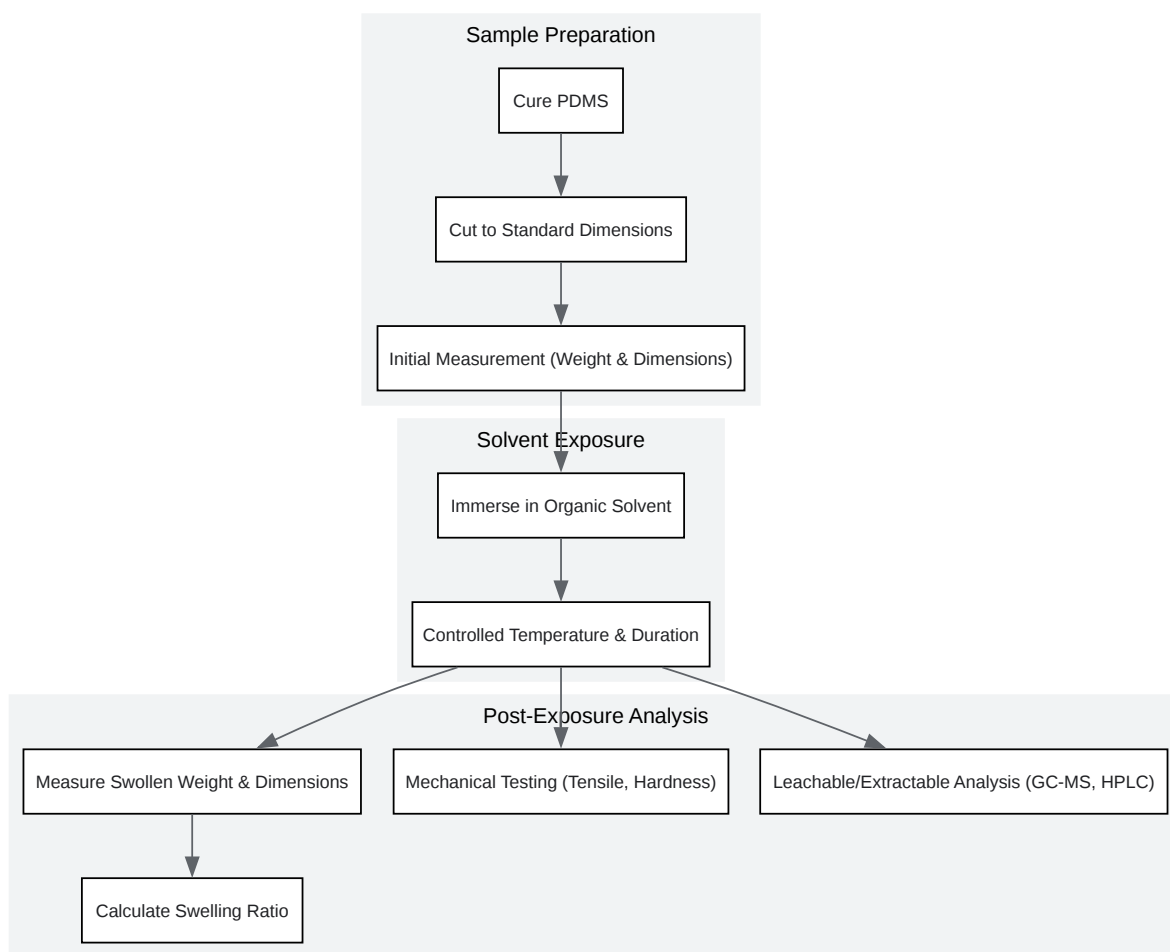 Sample Preparation
Cure PDMS
Cut to Standard Dimensions
Initial Measurement (Weight & Dimensions)
Solvent Exposure
Immerse in Organic Solvent
Controlled Temperature & Duration
Post-Exposure Analysis
Measure Swollen Weight & Dimensions
Mechanical Testing (Tensile, Hardness)
Leachable/Extractable Analysis (GC-MS, HPLC)
Calculate Swelling Ratio